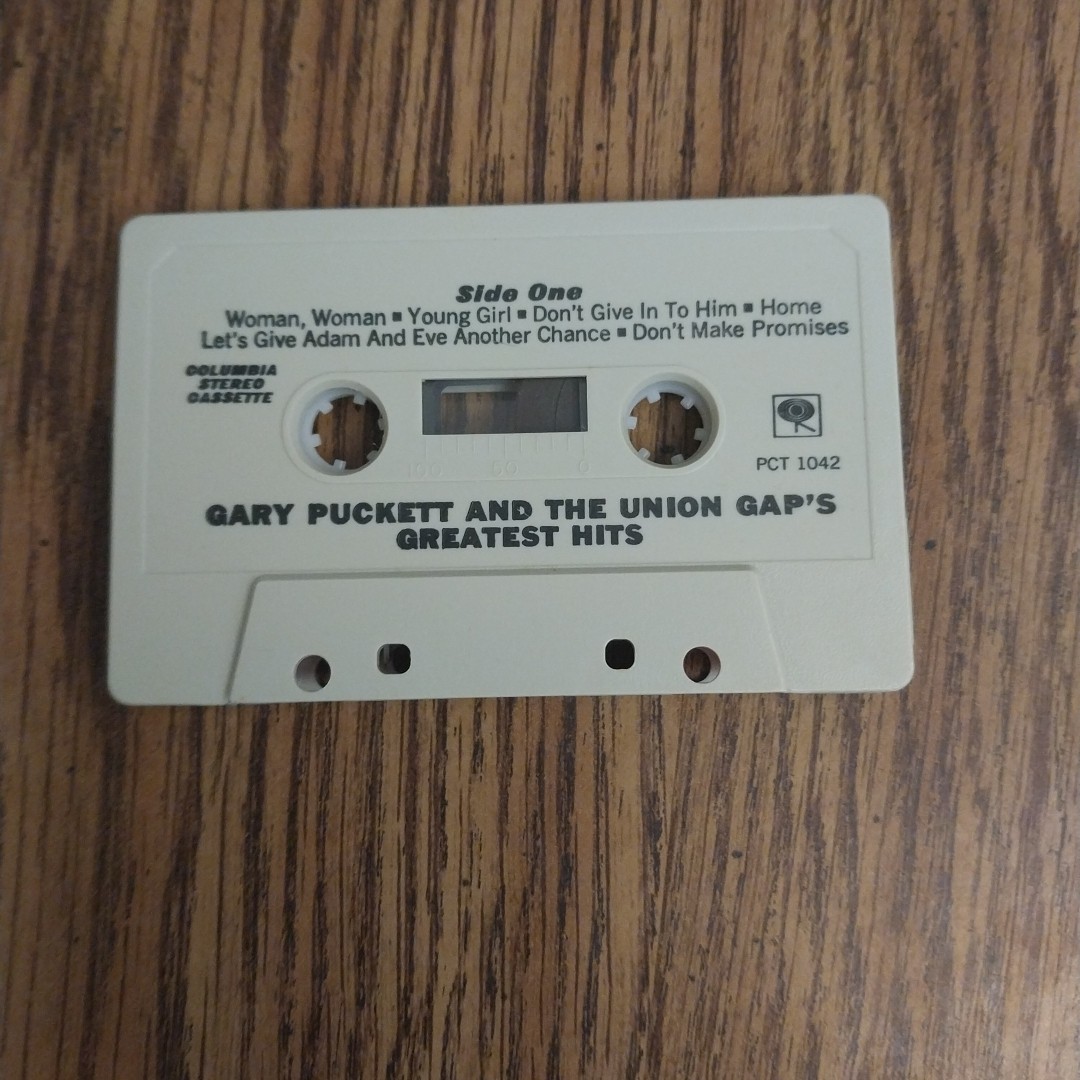 Side One
Woman, Woman ▪ Young Girl ▪ Don't Give In To Him ▪ Home
Let's Give Adam And Eve Another Chance ▪ Don't Make Promises
COLUMBIA
STEREO
CASSETTE
100 50 0
PCT 1042
GARY PUCKETT AND THE UNION GAP'S
GREATEST HITS